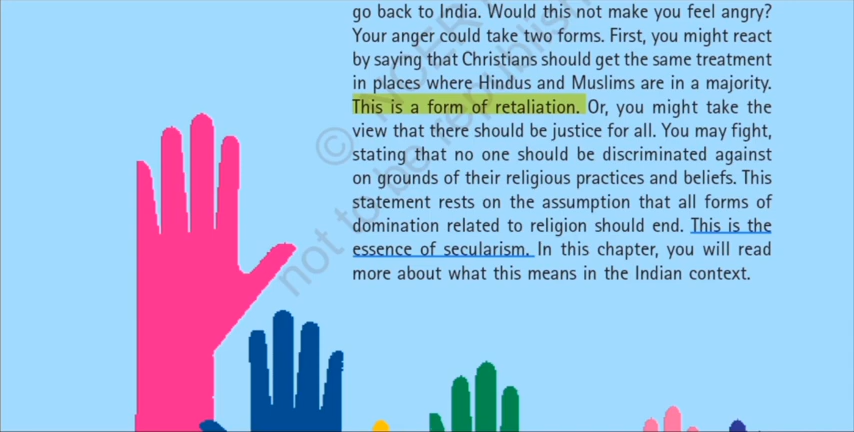 go back to India. Would this not make you feel angry?
Your anger could take two forms. First, you might react
by saying that Christians should get the same treatment
in places where Hindus and Muslims are in a majority.
This is a form of retaliation. Or, you might take the
view that there should be justice for all. You may fight,
stating that no one should be discriminated against
on grounds of their religious practices and beliefs. This
statement rests on the assumption that all forms of
domination related to religion should end. This is the
essence of secularism. In this chapter, you will read
more about what this means in the Indian context.
© NCERT
not to be republish